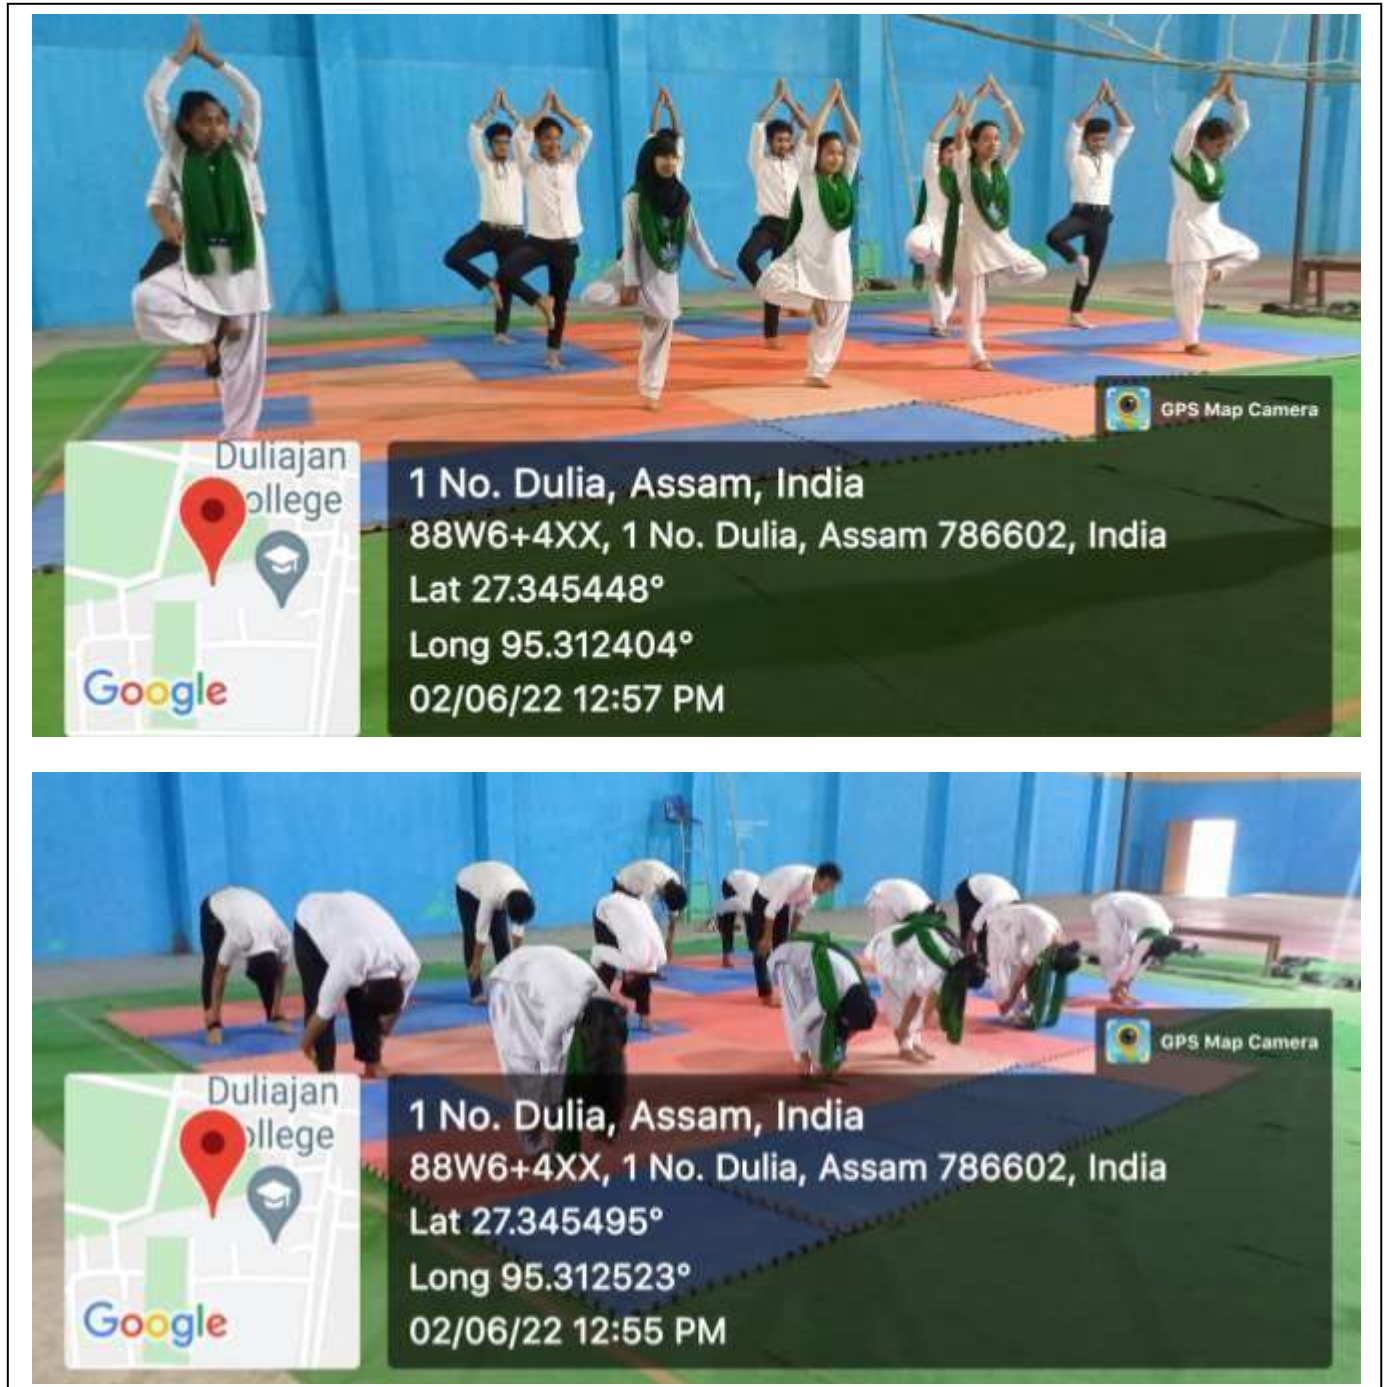 GPS Map Camera
Duliajan
ollege
1 No. Dulia, Assam, India
88W6+4XX, 1 No. Dulia, Assam 786602, India
Lat 27.345448°
Long 95.312404°
02/06/22 12:57 PM
Google
GPS Map Camera
Duliajan
ollege
1 No. Dulia, Assam, India
88W6+4XX, 1 No. Dulia, Assam 786602, India
Lat 27.345495°
Long 95.312523°
02/06/22 12:55 PM
Google